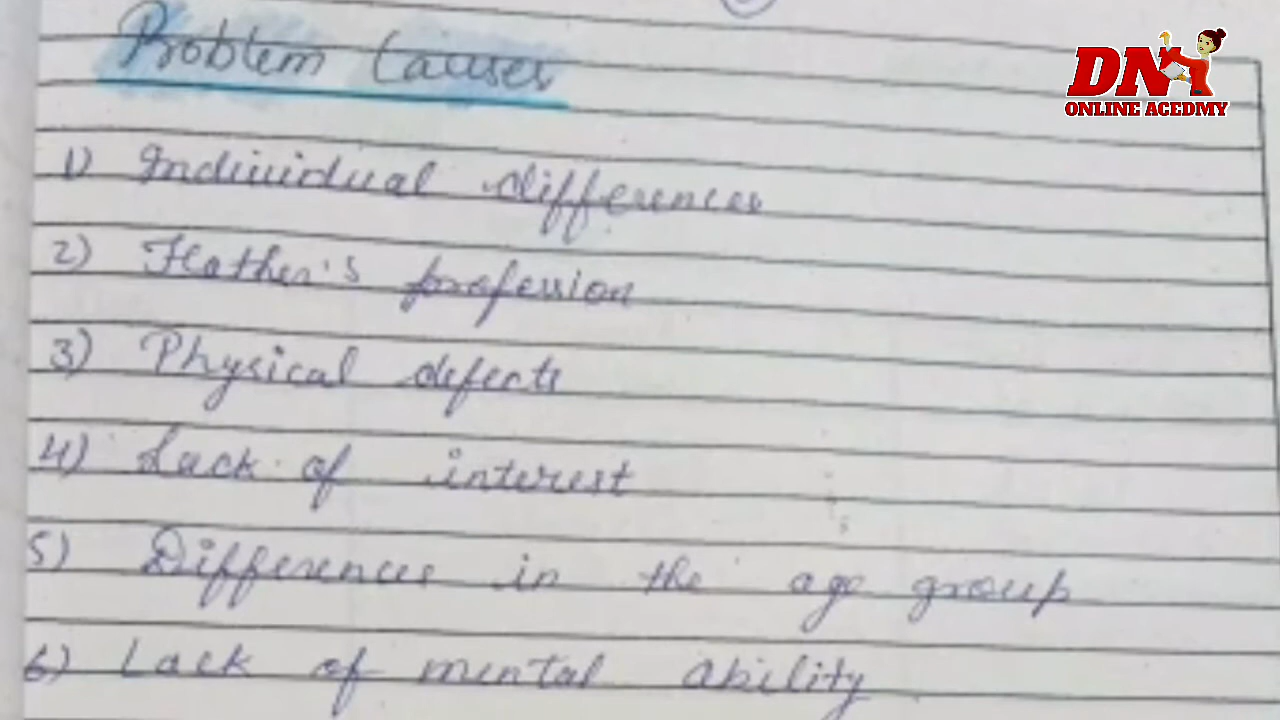 Problem Causes
DN
ONLINE ACEDMY
1) Individual differences
2) Father's profession
3) Physical defects
4) Lack of interest
5) Differences in the age group
6) Lack of mental ability